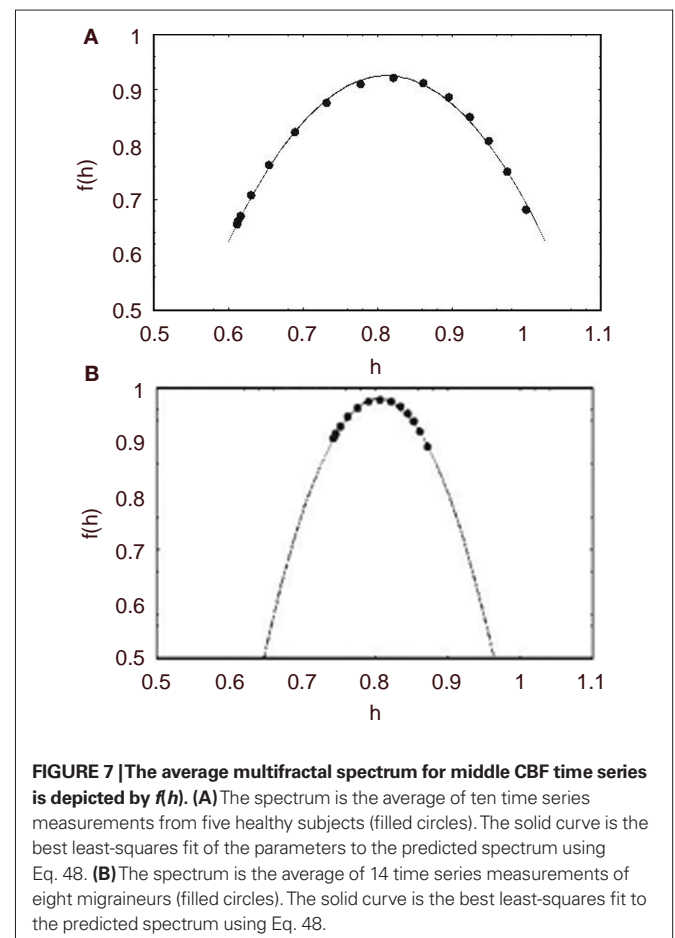 A
1
0.9
0.8
f(h)
0.7
0.6
0.5
0.5 0.6 0.7 0.8 0.9 1 1.1
h
B
1
0.9
0.8
f(h)
0.7
0.6
0.5
0.5 0.6 0.7 0.8 0.9 1 1.1
h
FIGURE 7 | The average multifractal spectrum for middle CBF time series
is depicted by f(h). (A) The spectrum is the average of ten time series
measurements from five healthy subjects (filled circles). The solid curve is the
best least-squares fit of the parameters to the predicted spectrum using
Eq. 48. (B) The spectrum is the average of 14 time series measurements of
eight migraineurs (filled circles). The solid curve is the best least-squares fit to
the predicted spectrum using Eq. 48.